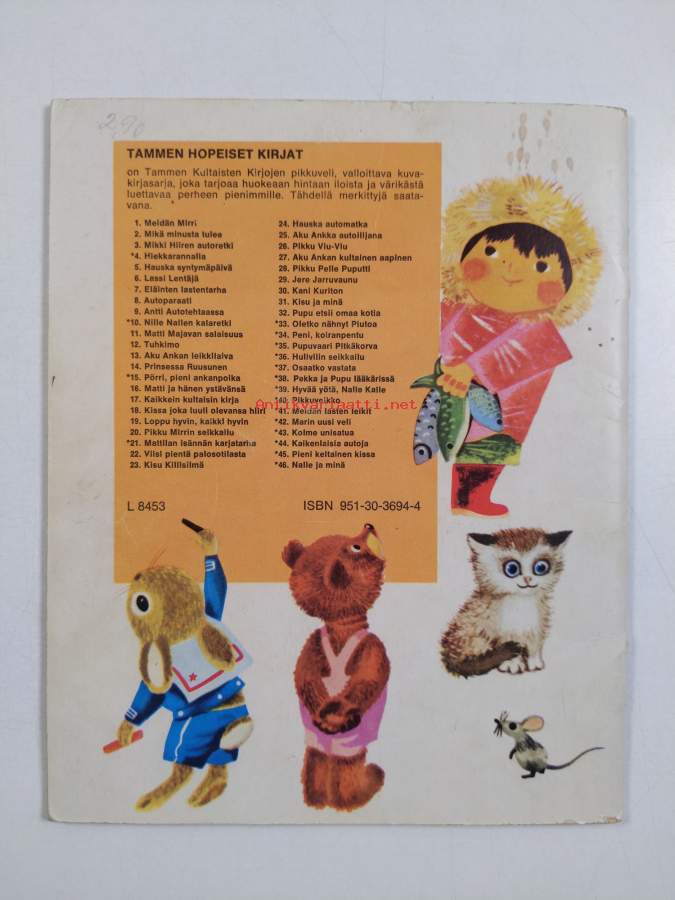 2,90
TAMMEN HOPEISET KIRJAT
on Tammen Kultaisten Kirjojen pikkuveli, valloittava kuva-
kirjasarja, joka tarjoaa huokeaan hintaan iloista ja värikästä
luettavaa perheen pienimmille. Tähdellä merkittyjä saata-
vana.
1. Meidän Mirri
2. Mikä minusta tulee
3. Mikki Hiiren autoretki
*4. Hiekkarannalla
5. Hauska syntymäpäivä
6. Lassi Lentäjä
7. Eläinten lastentarha
8. Autoparaati
9. Antti Autotehtaassa
*10. Nille Nallen kalaretki
11. Matti Majavan salaisuus
12. Tuhkimo
13. Aku Ankan leikkilaiva
14. Prinsessa Ruusunen
*15. Pörri, pieni ankanpoika
16. Matti ja hänen ystävänsä
17. Kaikkein kultaisin kirja
18. Kissa joka luuli olevansa hiiri
19. Loppu hyvin, kaikki hyvin
20. Pikku Mirrin seikkailu
*21. Mattilan isännän karjatarha
22. Viisi pientä palosotilasta
23. Kisu Killisilmä
24. Hauska automatka
25. Aku Ankka autoilijana
26. Pikku Viu-Viu
27. Aku Ankan kultainen aapinen
28. Pikku Pelle Puputti
29. Jere Jarruvaunu
30. Kani Kuriton
31. Kisu ja minä
32. Pupu etsii omaa kotia
*33. Oletko nähnyt Plutoa
*34. Peni, koiranpentu
*35. Pupuvaari Pitkäkorva
*36. Hulivilin seikkailu
*37. Osaatko vastata
*38. Pekka ja Pupu lääkärissä
*39. Hyvää yötä, Nalle Kalle
*40. Pikkuveikko
*41. Meidän lasten leikit
*42. Marin uusi veli
*43. Kolme unisatua
*44. Kaikenlaisia autoja
*45. Pieni keltainen kissa
*46. Nalle ja minä
Antiikvariaatti.net
L 8453
ISBN 951-30-3694-4